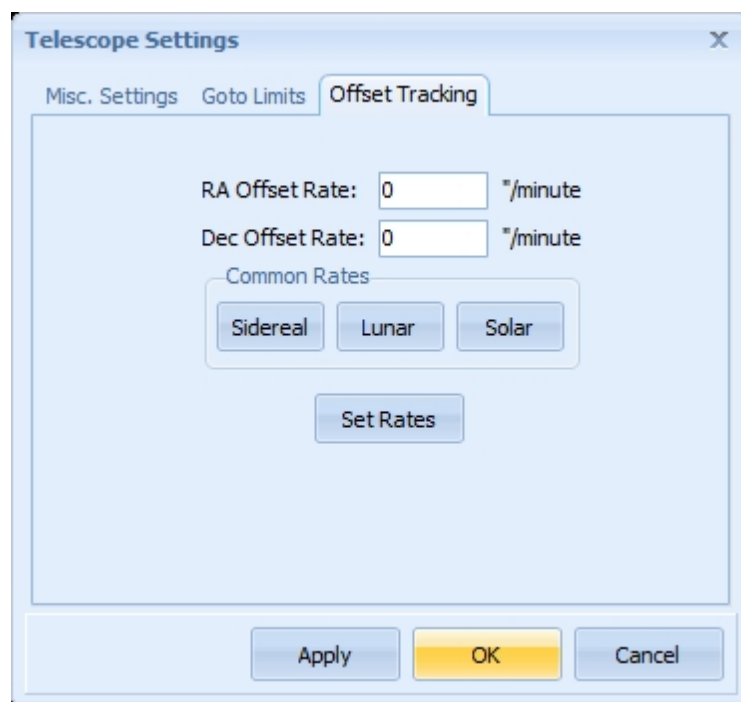 Telescope Settings X
Misc. Settings Goto Limits Offset Tracking
RA Offset Rate: 0 "/minute
Dec Offset Rate: 0 "/minute
Common Rates
Sidereal Lunar Solar
Set Rates
Apply OK Cancel